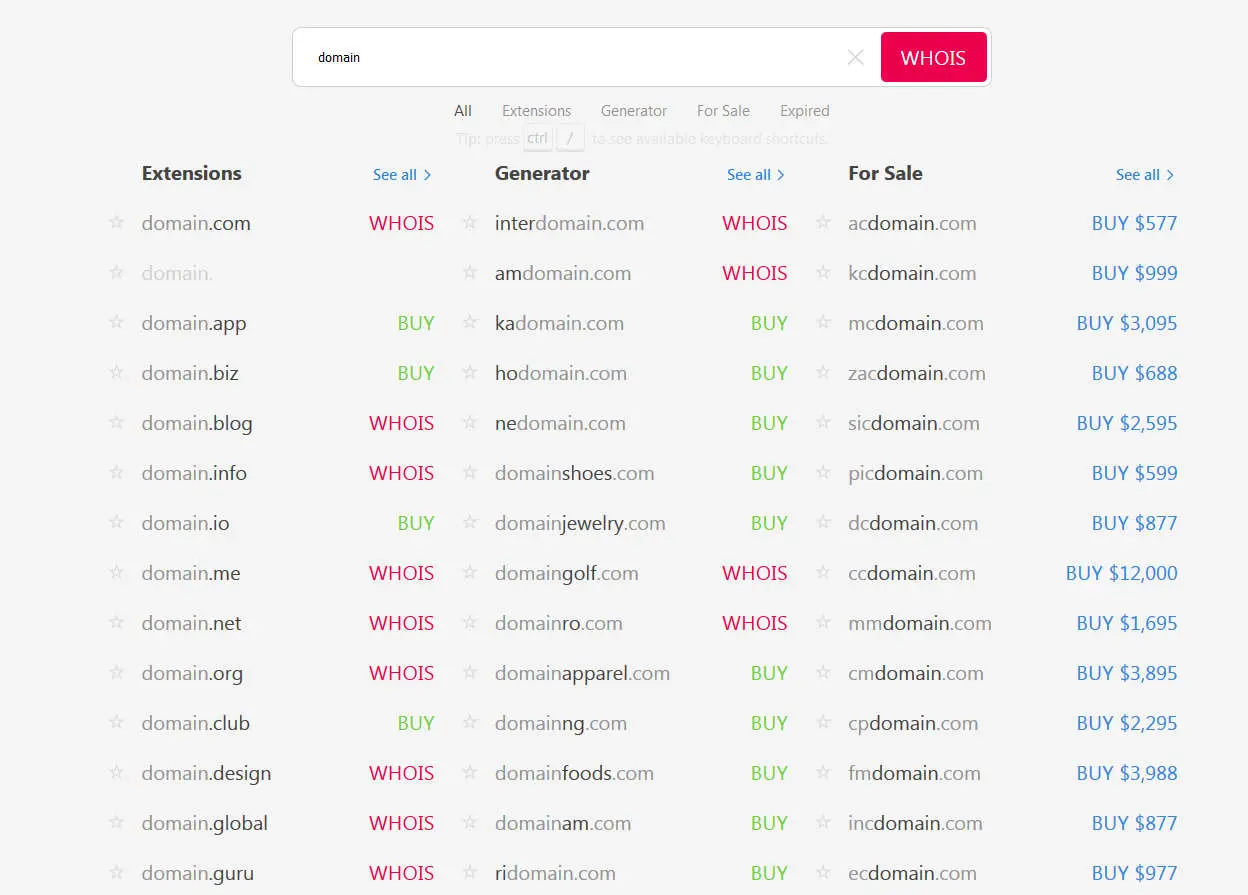 domain
WHOIS
All Extensions Generator For Sale Expired
Tip: press ctrl / to see available keyboard shortcuts.
Extensions See all Generator See all For Sale See all
domain.com WHOIS interdomain.com WHOIS acdomain.com BUY $577
domain. amdomain.com WHOIS kcdomain.com BUY $999
domain.app BUY kadomain.com BUY mcdomain.com BUY $3,095
domain.biz BUY hodomain.com BUY zacdomain.com BUY $688
domain.blog WHOIS nedomain.com BUY sicdomain.com BUY $2,595
domain.info WHOIS domainshoes.com BUY picdomain.com BUY $599
domain.io BUY domainjewelry.com BUY dcdomain.com BUY $877
domain.me WHOIS domaingolf.com WHOIS ccdomain.com BUY $12,000
domain.net WHOIS domainro.com WHOIS mmdomain.com BUY $1,695
domain.org WHOIS domainapparel.com BUY cmdomain.com BUY $3,895
domain.club BUY domainng.com BUY cpdomain.com BUY $2,295
domain.design WHOIS domainfoods.com BUY fmdomain.com BUY $3,988
domain.global WHOIS domainam.com BUY incdomain.com BUY $877
domain.guru WHOIS ridomain.com BUY ecdomain.com BUY $977